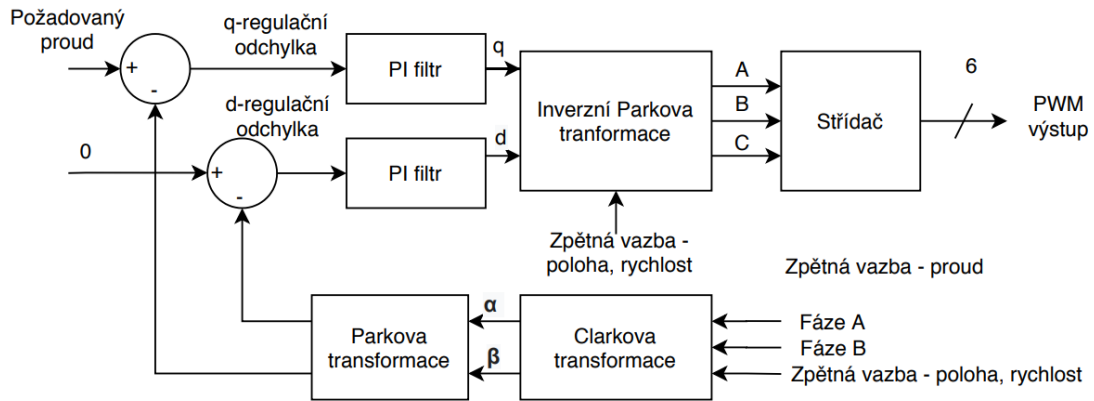 Požadovaný
proud
q-regulační
odchylka
+
-
PI filtr
q
Inverzní Parkova
tranformace
A
B
C
Střídač
6
PWM
výstup
d-regulační
odchylka
0
+
-
PI filtr
d
Zpětná vazba -
poloha, rychlost
Zpětná vazba - proud
Parkova
transformace
α
β
Clarkova
transformace
Fáze A
Fáze B
Zpětná vazba - poloha, rychlost